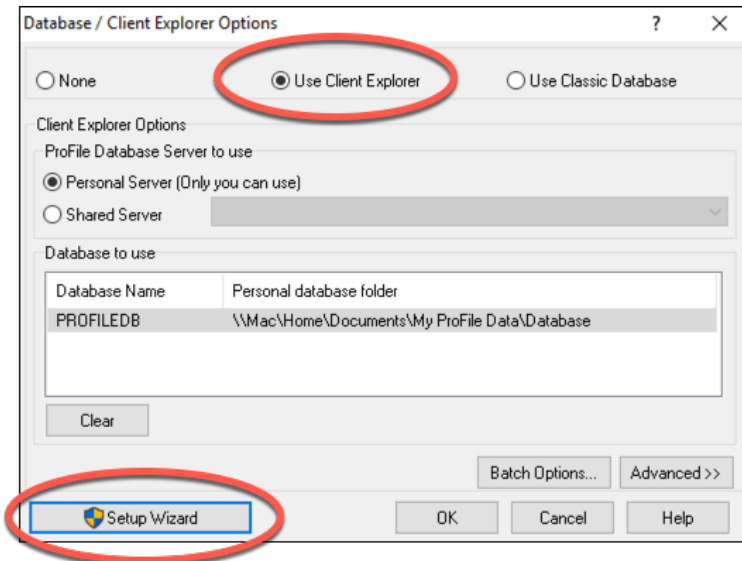 Database / Client Explorer Options ? ×
None Use Client Explorer Use Classic Database
Client Explorer Options
ProFile Database Server to use
Personal Server (Only you can use)
Shared Server
Database to use
Database Name Personal database folder
PROFILEDB \\Mac\Home\Documents\My ProFile Data\Database
Clear
Batch Options... Advanced >>
Setup Wizard OK Cancel Help